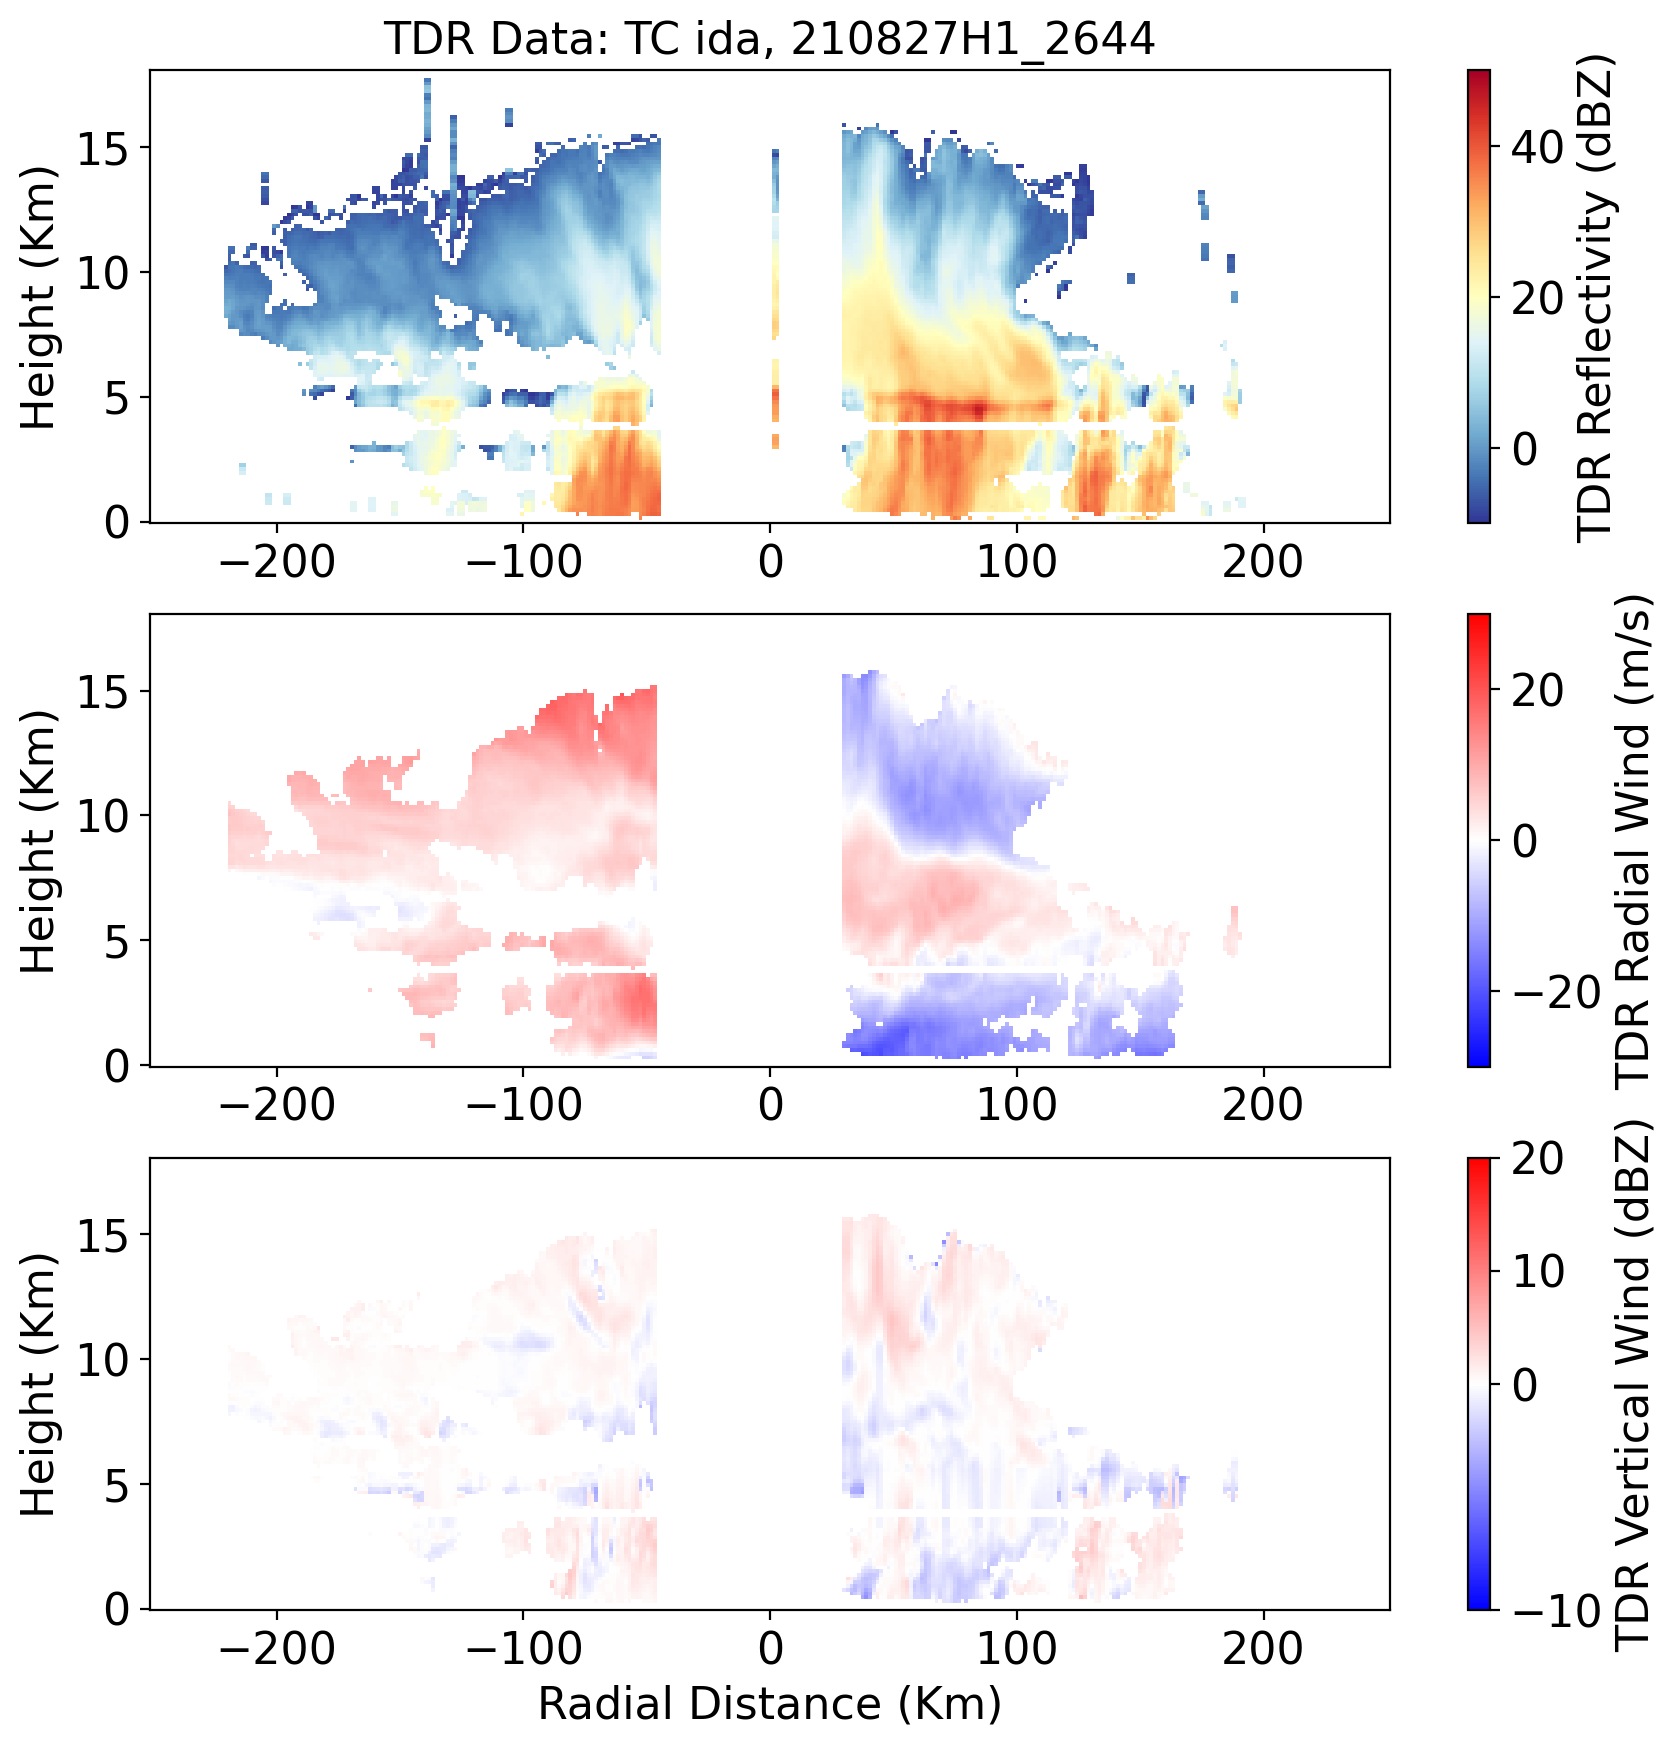 TDR Data: TC ida, 210827H1_2644
15
10
5
0
Height (Km)
−200 −100 0 100 200
40
20
0
TDR Reflectivity (dBZ)
15
10
5
0
Height (Km)
−200 −100 0 100 200
20
0
−20
TDR Radial Wind (m/s)
15
10
5
0
Height (Km)
−200 −100 0 100 200
Radial Distance (Km)
20
10
0
−10
TDR Vertical Wind (dBZ)